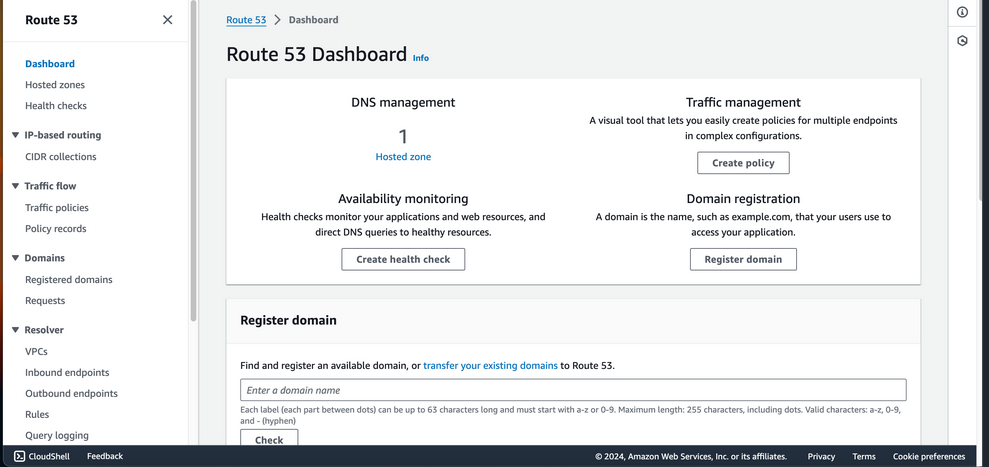 Route 53
Dashboard
Hosted zones
Health checks
IP-based routing
CIDR collections
Traffic flow
Traffic policies
Policy records
Domains
Registered domains
Requests
Resolver
VPCs
Inbound endpoints
Outbound endpoints
Rules
Query logging
Route 53 > Dashboard
Route 53 Dashboard Info
DNS management
1
Hosted zone
Traffic management
A visual tool that lets you easily create policies for multiple endpoints
in complex configurations.
Create policy
Availability monitoring
Health checks monitor your applications and web resources, and
direct DNS queries to healthy resources.
Create health check
Domain registration
A domain is the name, such as example.com, that your users use to
access your application.
Register domain
Register domain
Find and register an available domain, or transfer your existing domains to Route 53.
Enter a domain name
Each label (each part between dots) can be up to 63 characters long and must start with a-z or 0-9. Maximum length: 255 characters, including dots. Valid characters: a-z, 0-9,
and - (hyphen)
Check
CloudShell Feedback © 2024, Amazon Web Services, Inc. or its affiliates. Privacy Terms Cookie preferences